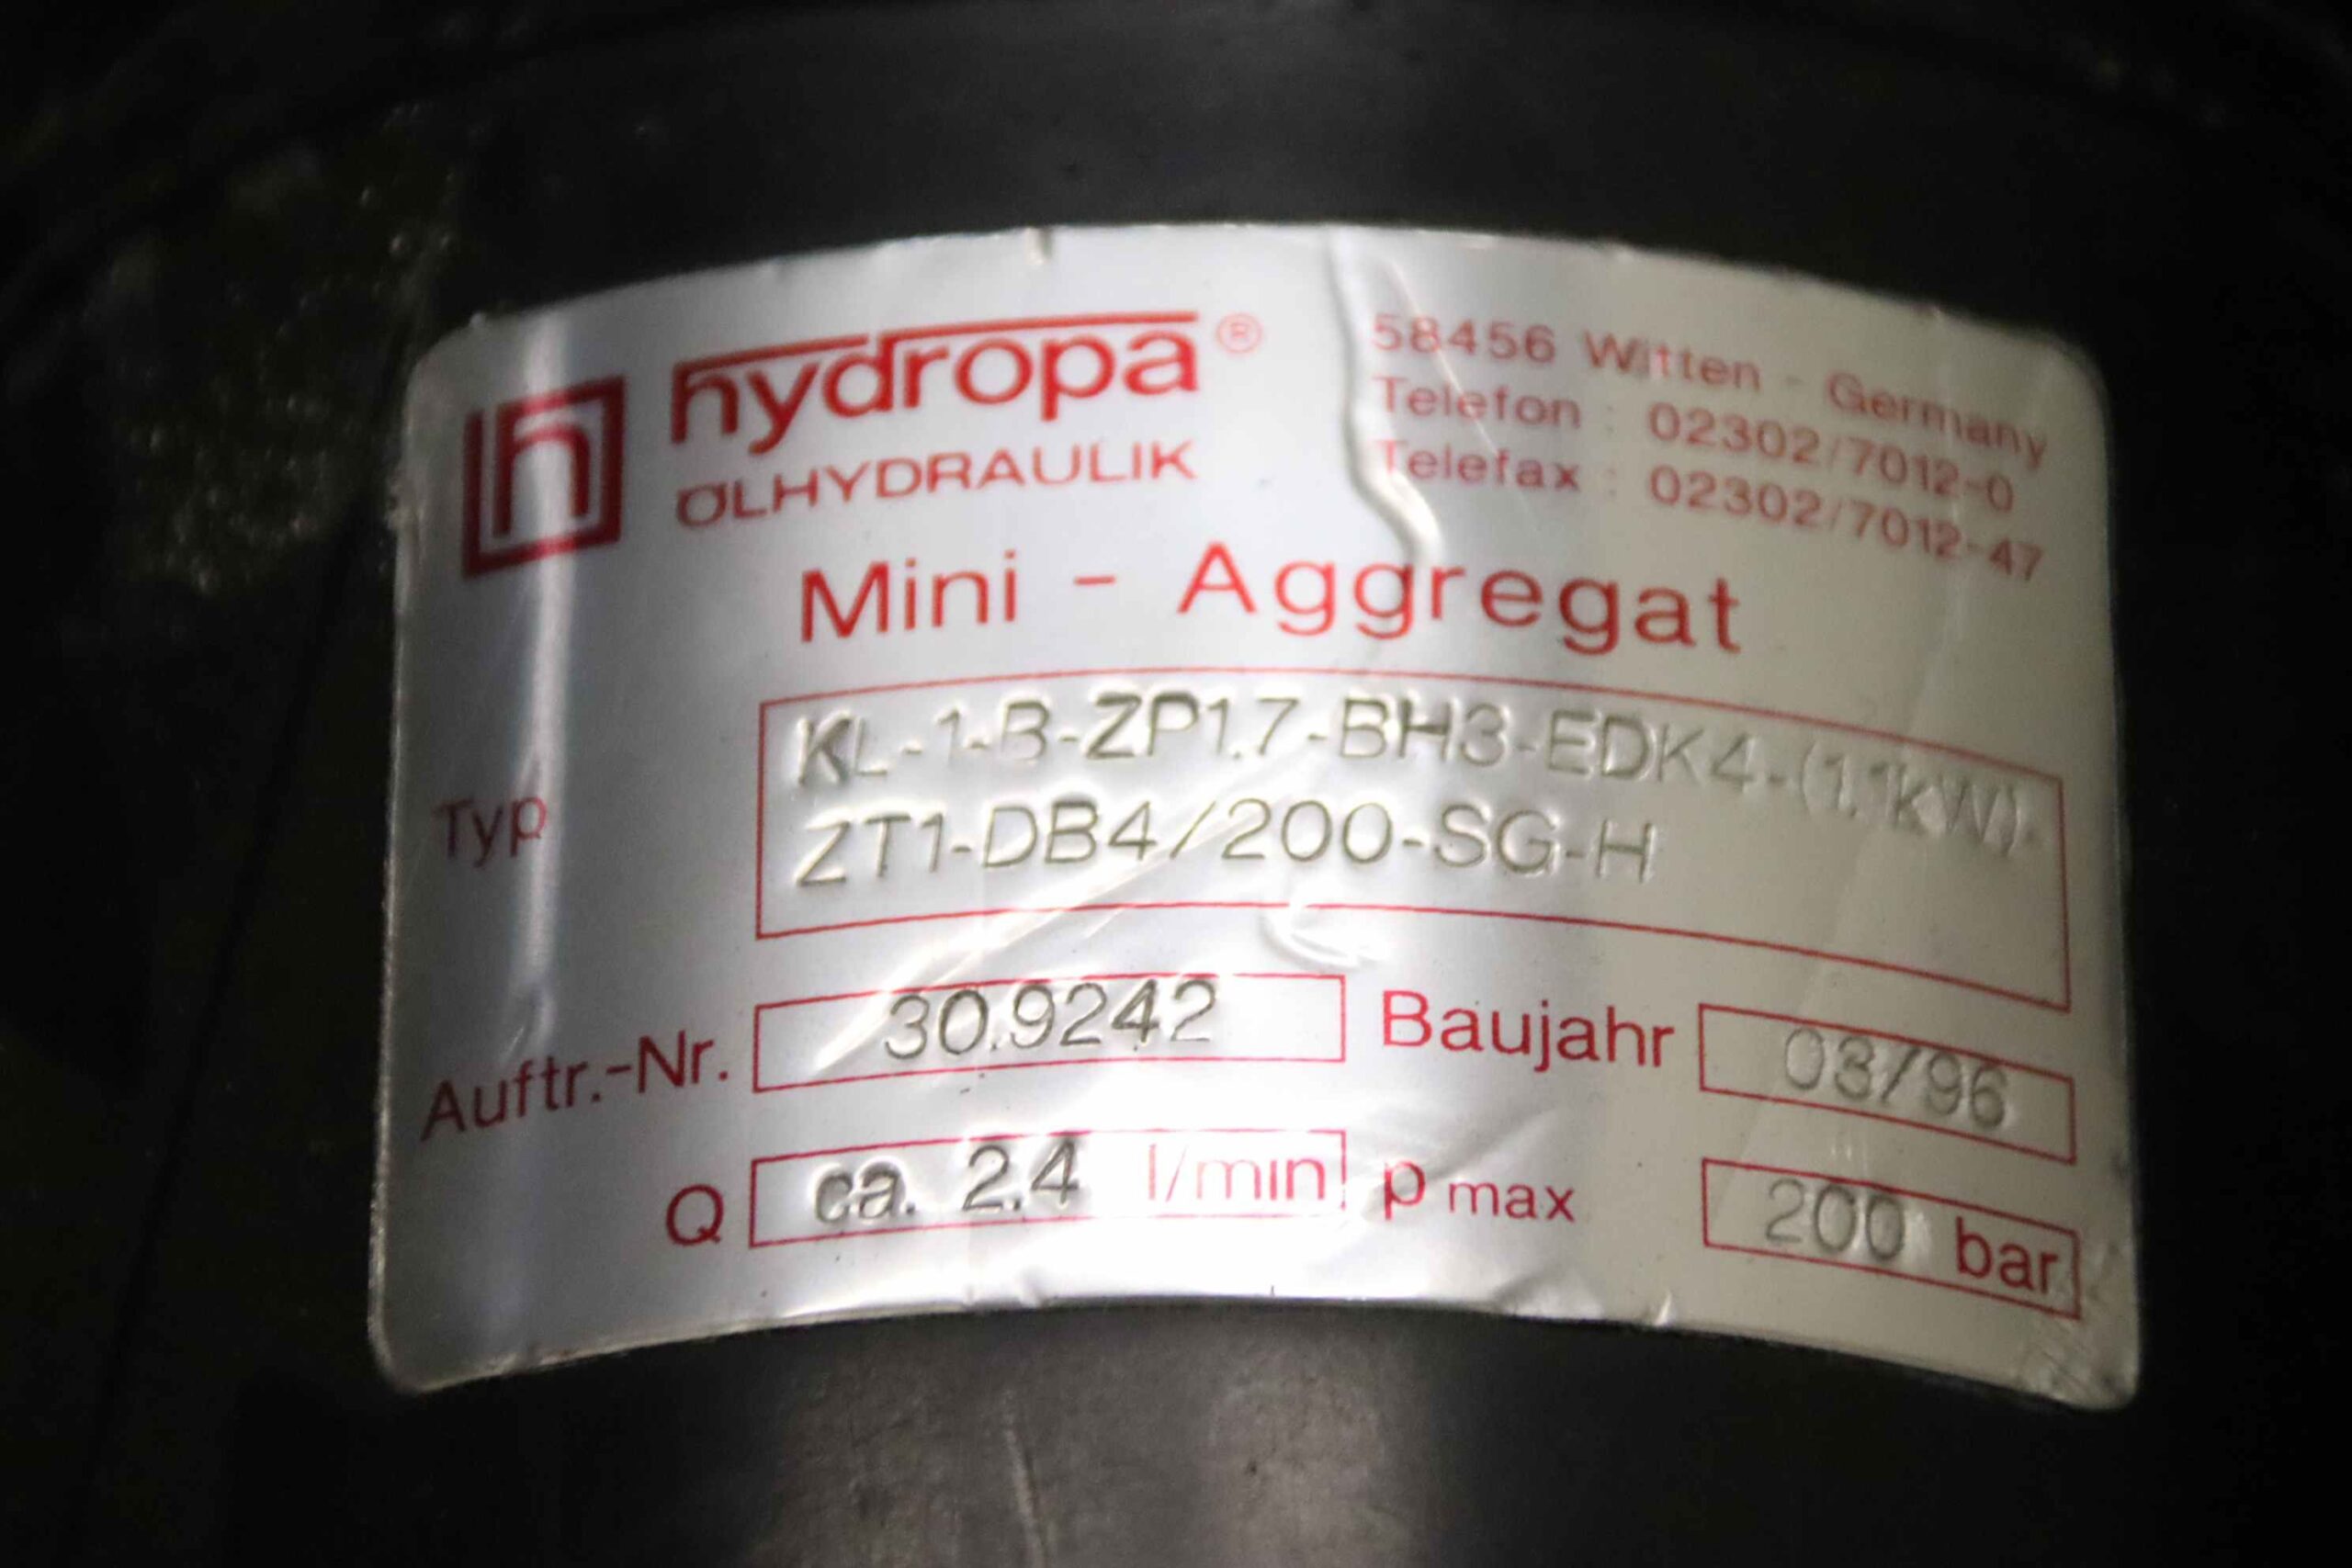 h hydropa®
ÖLHYDRAULIK
58456 Witten - Germany
Telefon : 02302/7012-0
Telefax : 02302/7012-47
Mini - Aggregat
Typ
KL-1-B-ZP1.7-BH3-EDK4-(1.1kW)-
ZT1-DB4/200-SG-H
Auftr.-Nr. 30.9242 Baujahr 03/96
Q ca. 2.4 l/min p max 200 bar